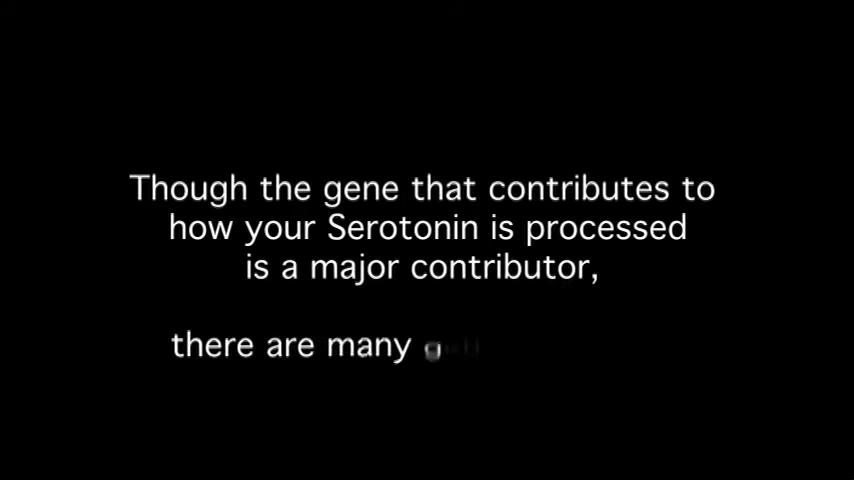 Though the gene that contributes to
how your Serotonin is processed
is a major contributor,
there are many